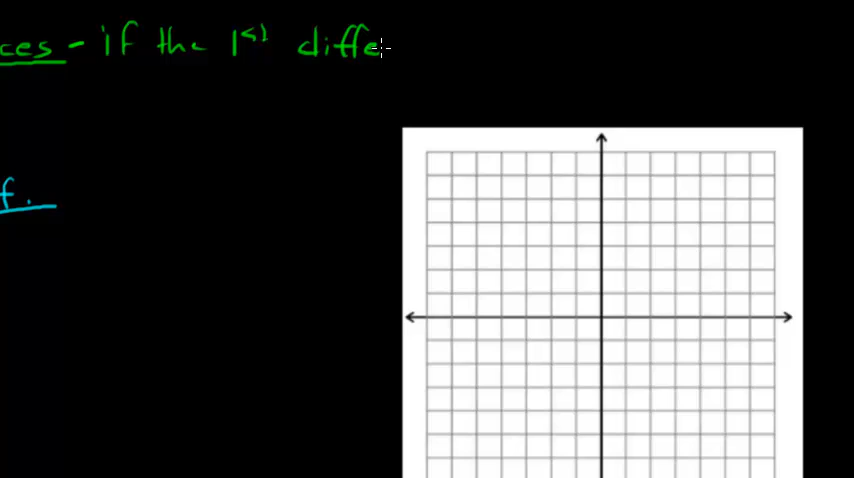 ces - if the 1st diffe
f.